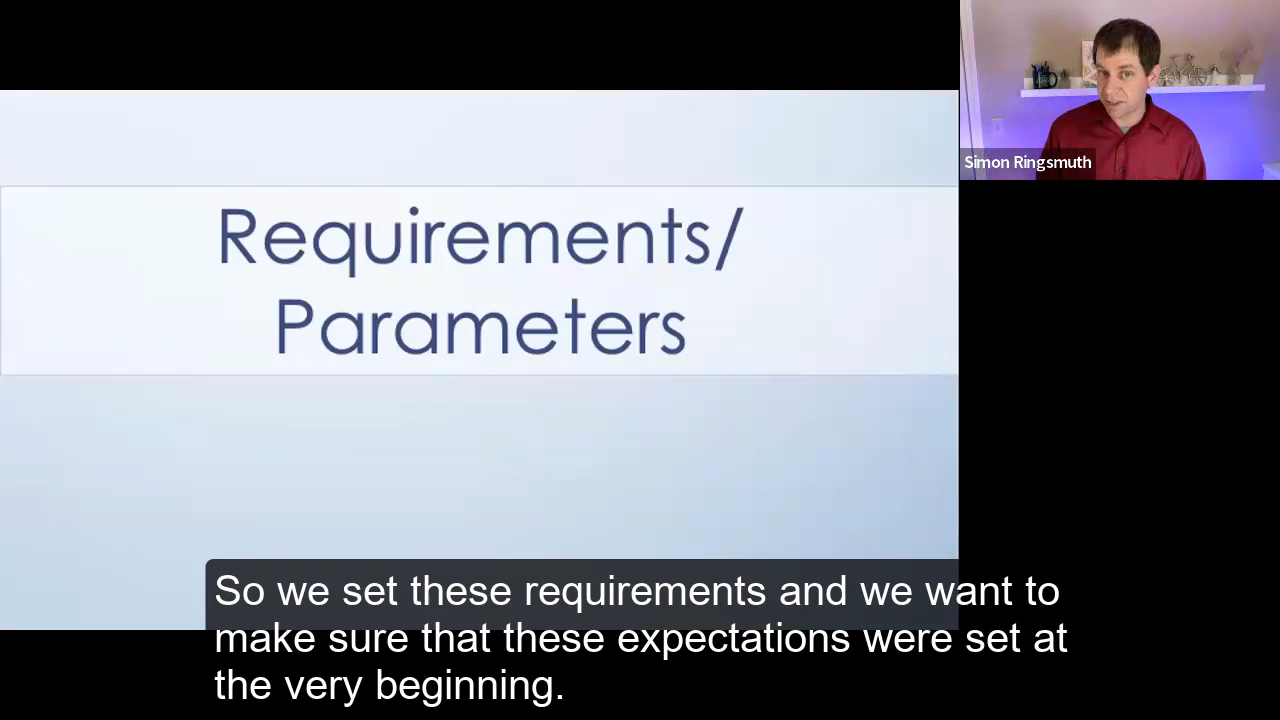 Requirements/
Parameters
Simon Ringsmuth
So we set these requirements and we want to
make sure that these expectations were set at
the very beginning.